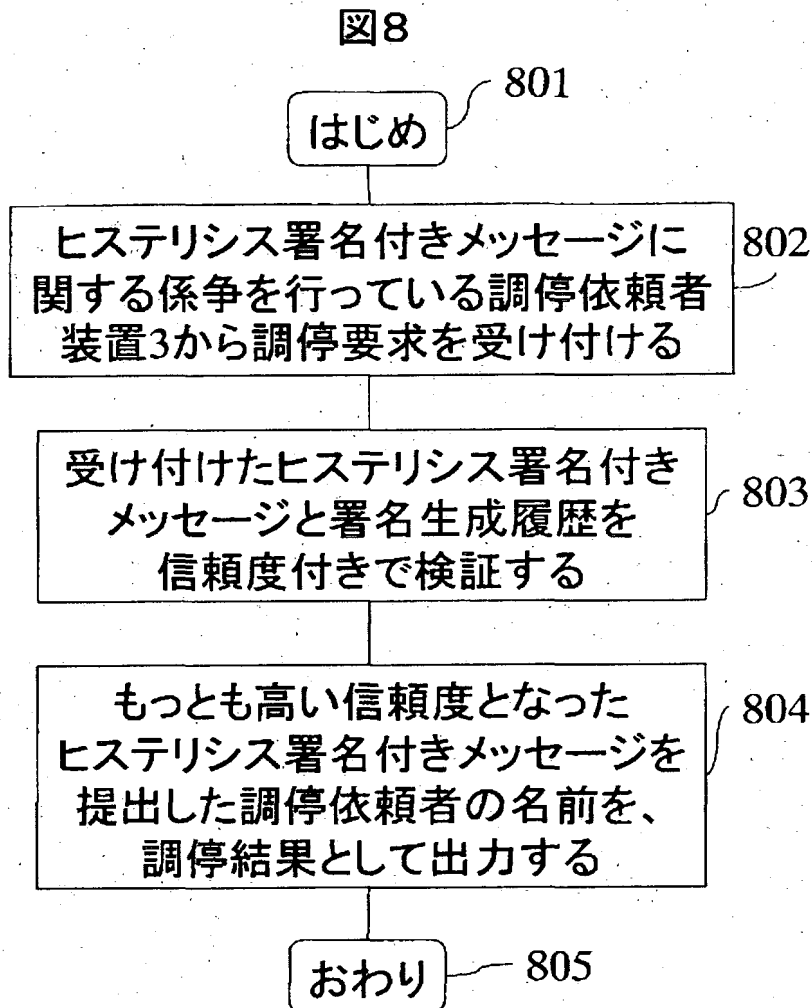 図8
はじめ
801
ヒステリシス署名付きメッセージに
関する係争を行っている調停依頼者
装置3から調停要求を受け付ける
802
受け付けたヒステリシス署名付き
メッセージと署名生成履歴を
信頼度付きで検証する
803
もっとも高い信頼度となった
ヒステリシス署名付きメッセージを
提出した調停依頼者の名前を、
調停結果として出力する
804
おわり
805